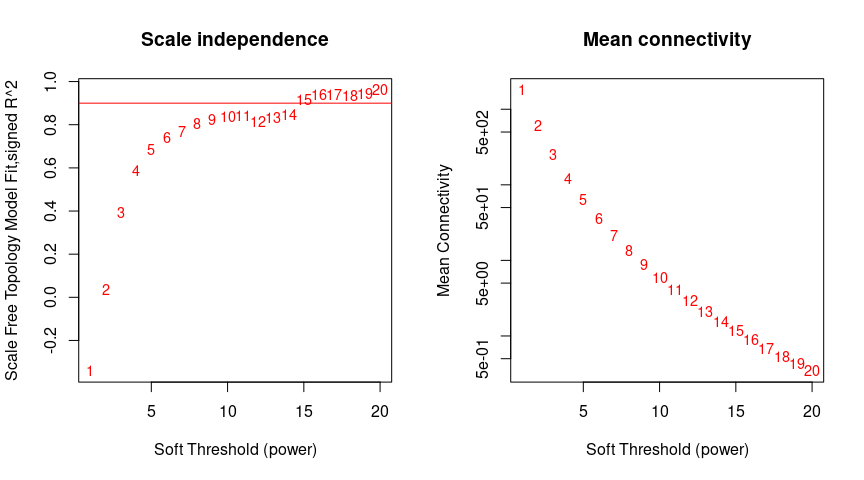 Scale independence
Scale Free Topology Model Fit,signed R^2
1.0
0.8
0.6
0.4
0.2
0.0
-0.2
1 2 3 4 5 6 7 8 9 10 11 12 13 14 15 16 17 18 19 20
5 10 15 20
Soft Threshold (power)
Mean connectivity
Mean Connectivity
5e+02
5e+01
5e+00
5e-01
1 2 3 4 5 6 7 8 9 10 11 12 13 14 15 16 17 18 19 20
5 10 15 20
Soft Threshold (power)